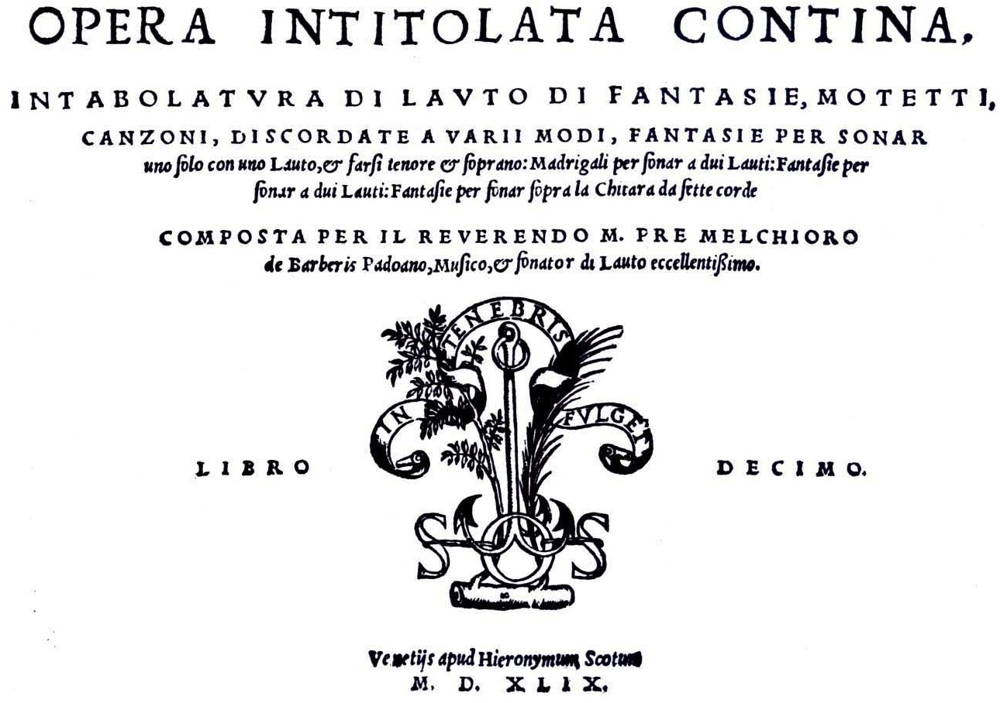 OPERA INTITOLATA CONTINA,
INTABOLATVRA DI LAVTO DI FANTASIE, MOTETTI,
CANZONI, DISCORDATE A VARII MODI, FANTASIE PER SONAR
uno ſolo con uno Lauto, & farſi tenore & ſoprano: Madrigali per ſonar a dui Lauti: Fantaſie per
ſonar a dui Lauti: Fantaſie per ſonar ſopra la Chitara da ſette corde
COMPOSTA PER IL REVERENDO M. PRE MELCHIORO
de Barberis Padoano, Muſico, & ſonator di Lauto eccellentißimo.
TENEBRIS
IN FVLGET
LIBRO DECIMO.
S O S
Venetijs apud Hieronymum Scotum
M. D. XLIX.